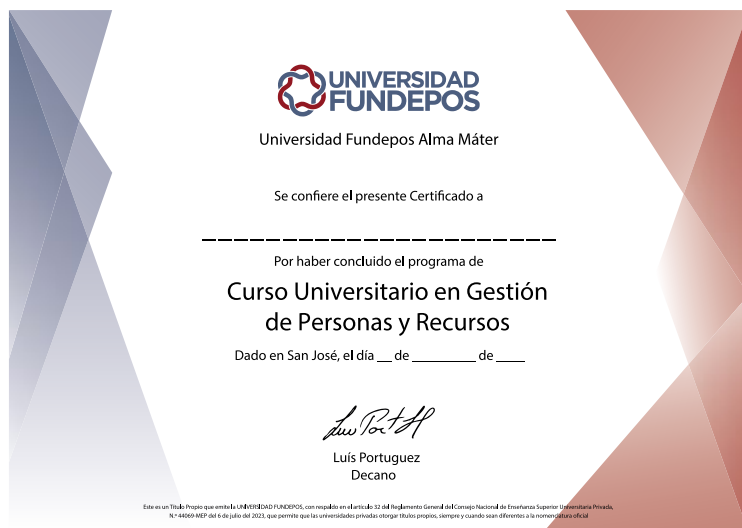 UNIVERSIDAD
FUNDEPOS
Universidad Fundepos Alma Máter
Se confiere el presente Certificado a
Por haber concluido el programa de
Curso Universitario en Gestión
de Personas y Recursos
Dado en San José, el día __ de ________ de ____
Luís Portuguez
Decano
Este es un Título Propio que emite la UNIVERSIDAD FUNDEPOS, con respaldo en el artículo 32 del Reglamento General del Consejo Nacional de Enseñanza Superior Universitaria Privada,
N.º 44069-MEP del 6 de julio del 2023, que permite que las universidades privadas otorgar títulos propios, siempre y cuando sean diferentes a la nomenclatura oficial